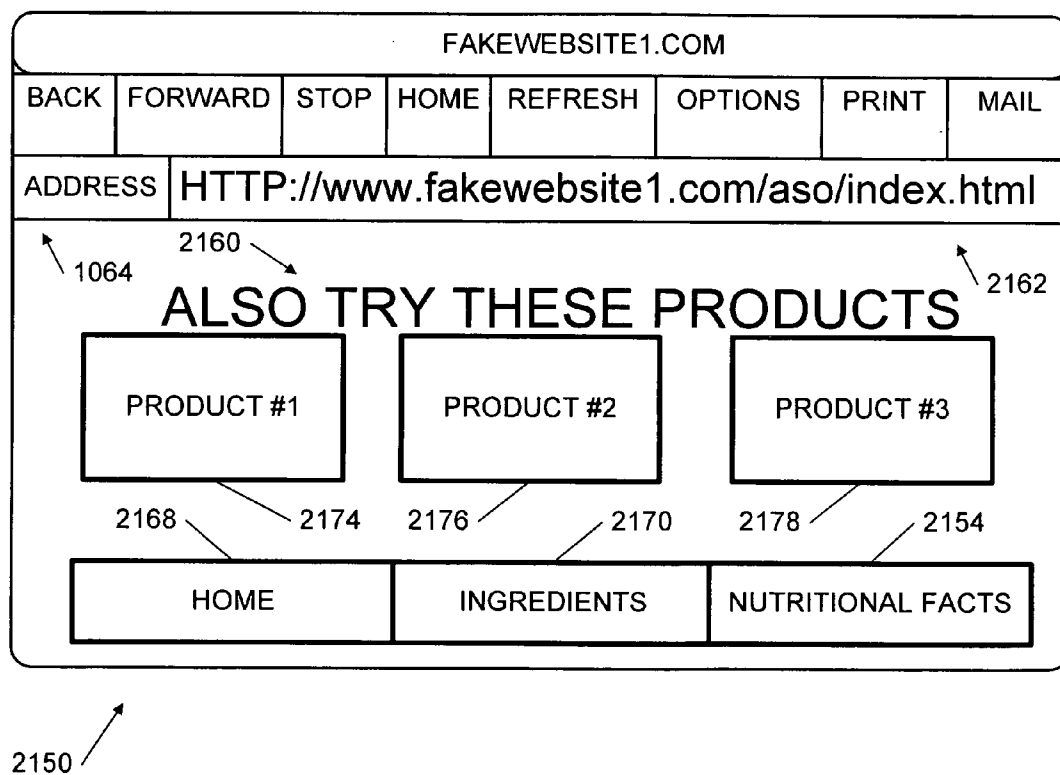 FAKEWEBSITE1.COM
BACK FORWARD STOP HOME REFRESH OPTIONS PRINT MAIL
ADDRESS HTTP://www.fakewebsite1.com/aso/index.html
1064 2160 2162
ALSO TRY THESE PRODUCTS
PRODUCT #1 PRODUCT #2 PRODUCT #3
2168 2174 2176 2170 2178 2154
HOME INGREDIENTS NUTRITIONAL FACTS
2150